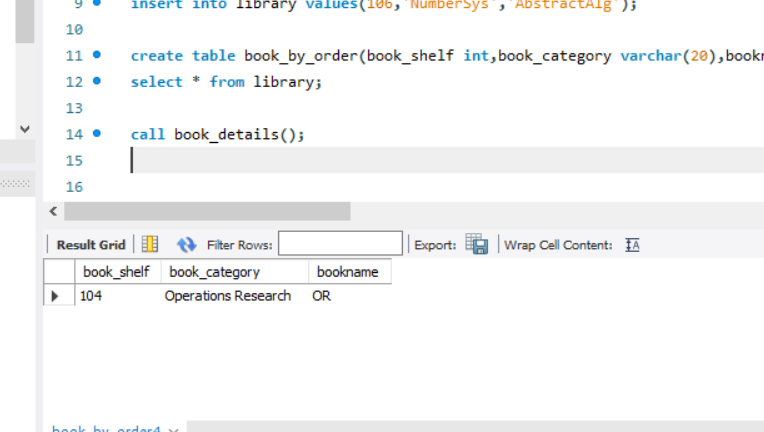 9 insert into library values(106,'NumberSys','AbstractAlg');
10
11 create table book_by_order(book_shelf int,book_category varchar(20),bookn
12 select * from library;
13
14 call book_details();
15
16
Result Grid Filter Rows: Export: Wrap Cell Content: IA
book_shelf book_category bookname
104 Operations Research OR
book_by_order4